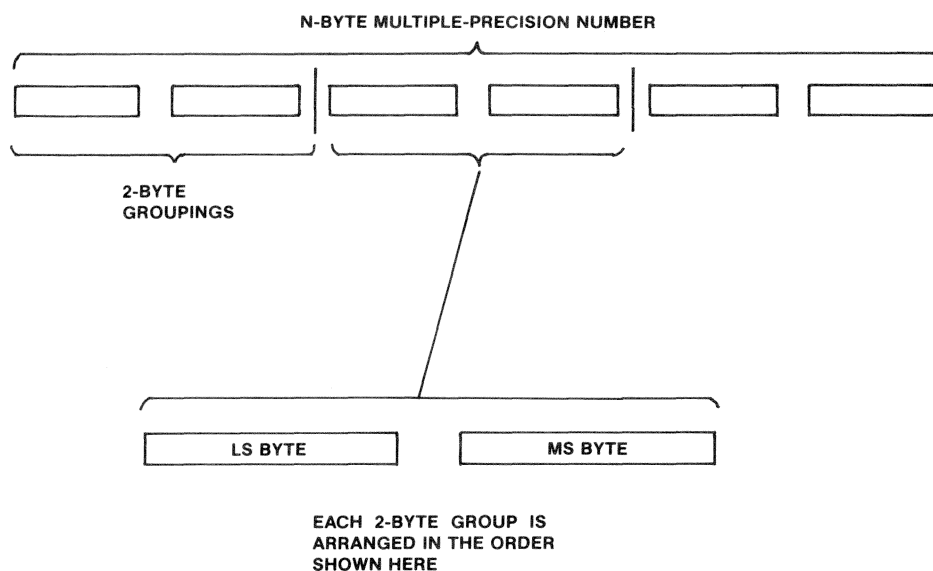 N-BYTE MULTIPLE-PRECISION NUMBER
2-BYTE
GROUPINGS
LS BYTE
MS BYTE
EACH 2-BYTE GROUP IS
ARRANGED IN THE ORDER
SHOWN HERE